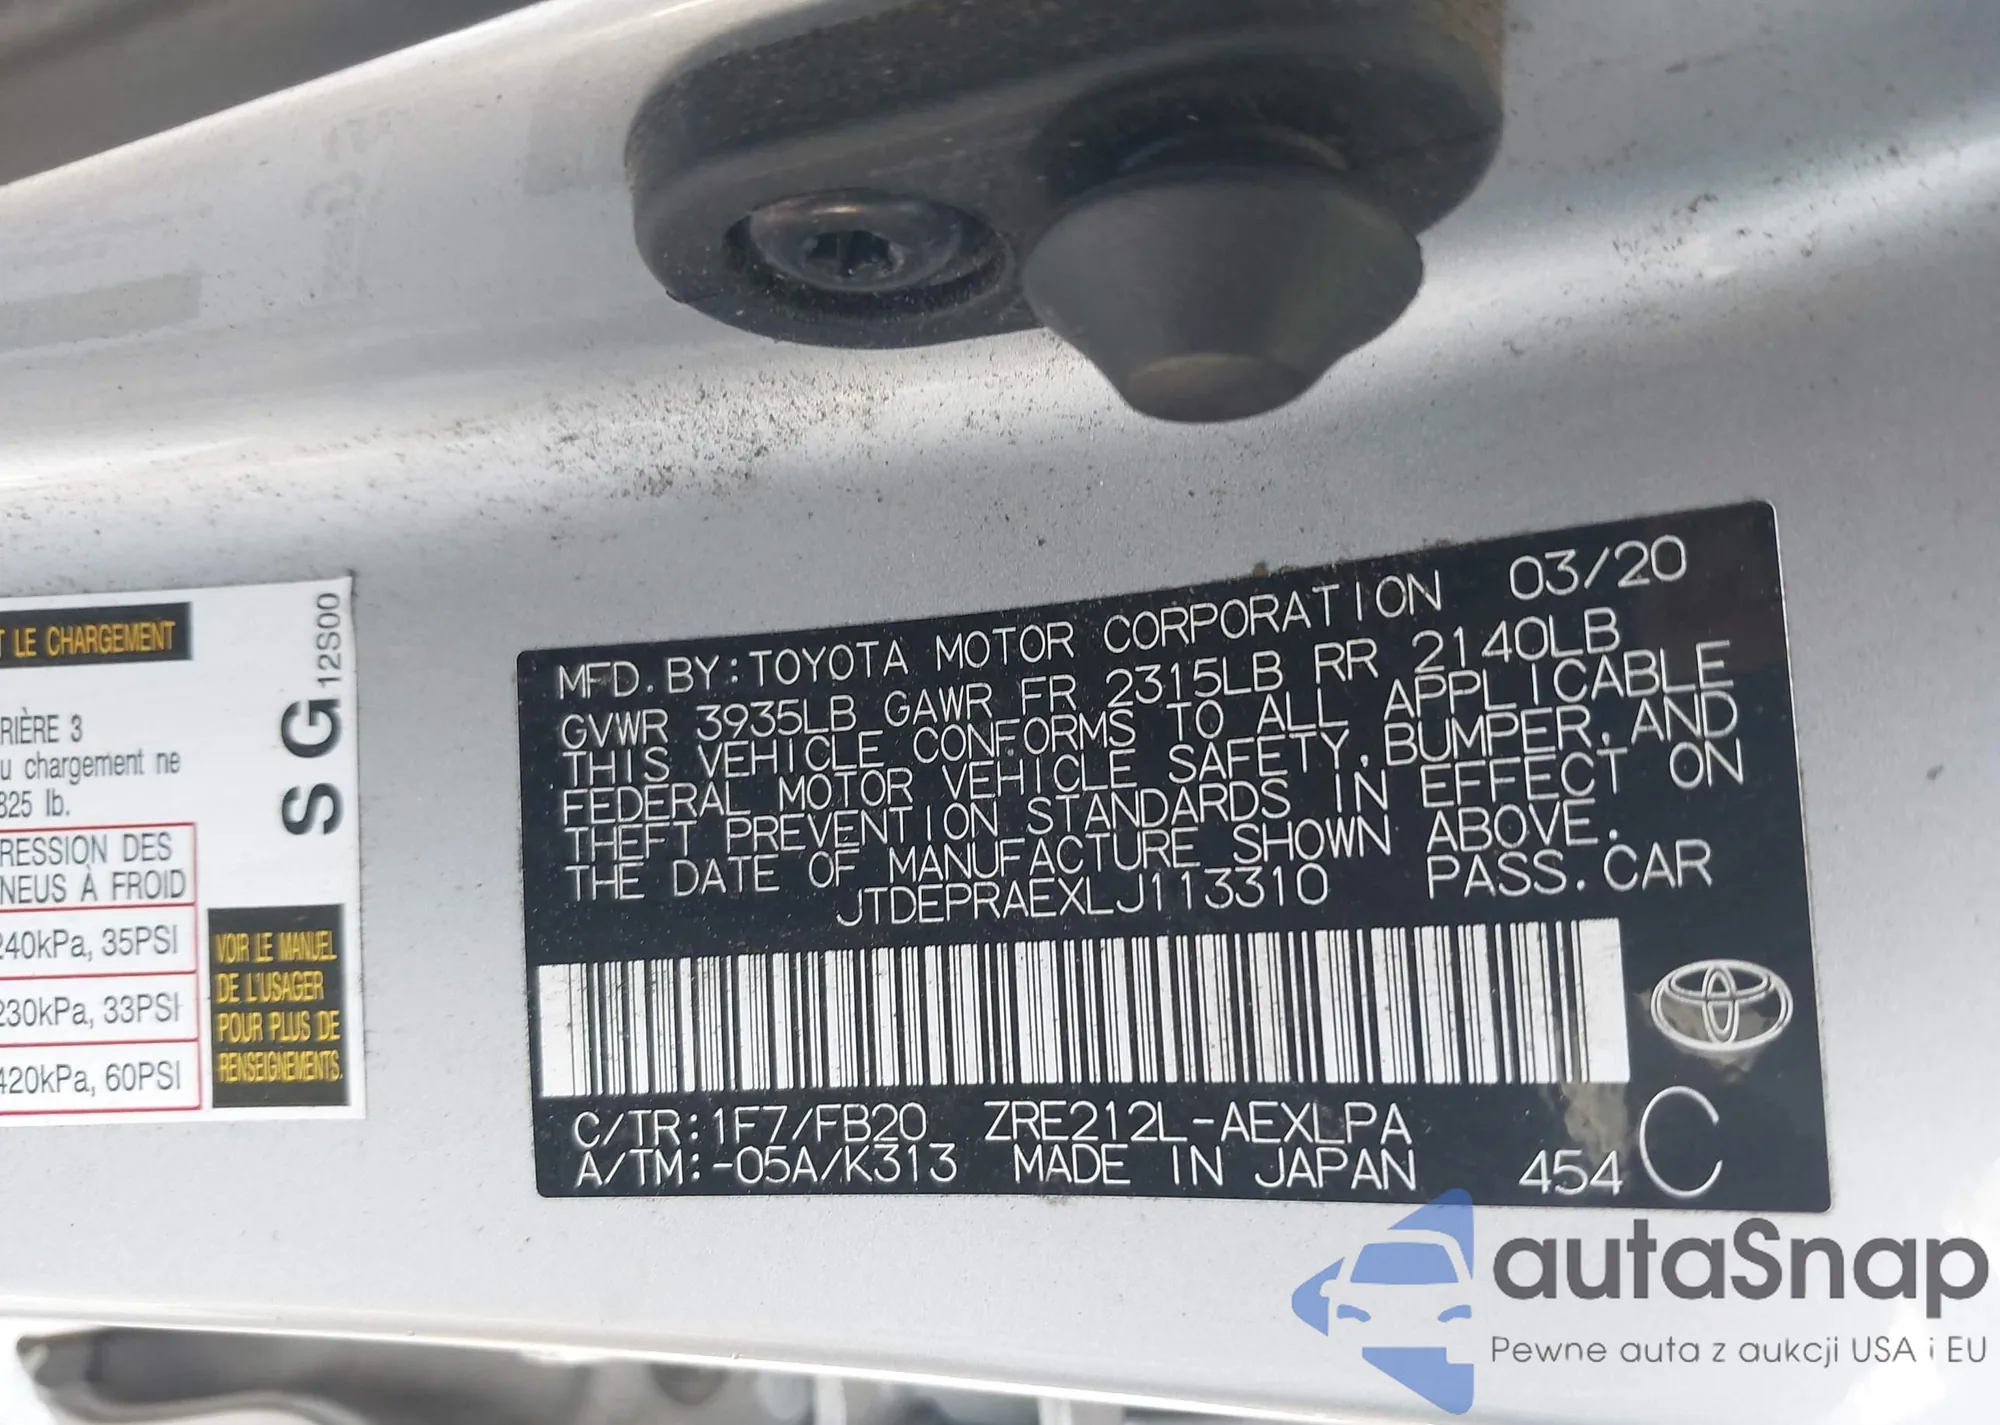 T LE CHARGEMENT
RIÈRE 3
u chargement ne
825 lb.
RESSION DES
NEUS À FROID
240kPa, 35PSI
230kPa, 33PSI
420kPa, 60PSI
S G 12S00
VOIR LE MANUEL
DE L'USAGER
POUR PLUS DE
RENSEIGNEMENTS.
MFD. BY: TOYOTA MOTOR CORPORATION 03/20
GVWR 3935LB GAWR FR 2315LB RR 2140LB
THIS VEHICLE CONFORMS TO ALL APPLICABLE
FEDERAL MOTOR VEHICLE SAFETY, BUMPER, AND
THEFT PREVENTION STANDARDS IN EFFECT ON
THE DATE OF MANUFACTURE SHOWN ABOVE.
JTDEPRAEXLJ113310 PASS. CAR
C/TR: 1F7/FB20 ZRE212L-AEXLPA
A/TM: -05A/K313 MADE IN JAPAN 454 C
autaSnap
Pewne auta z aukcji USA i EU